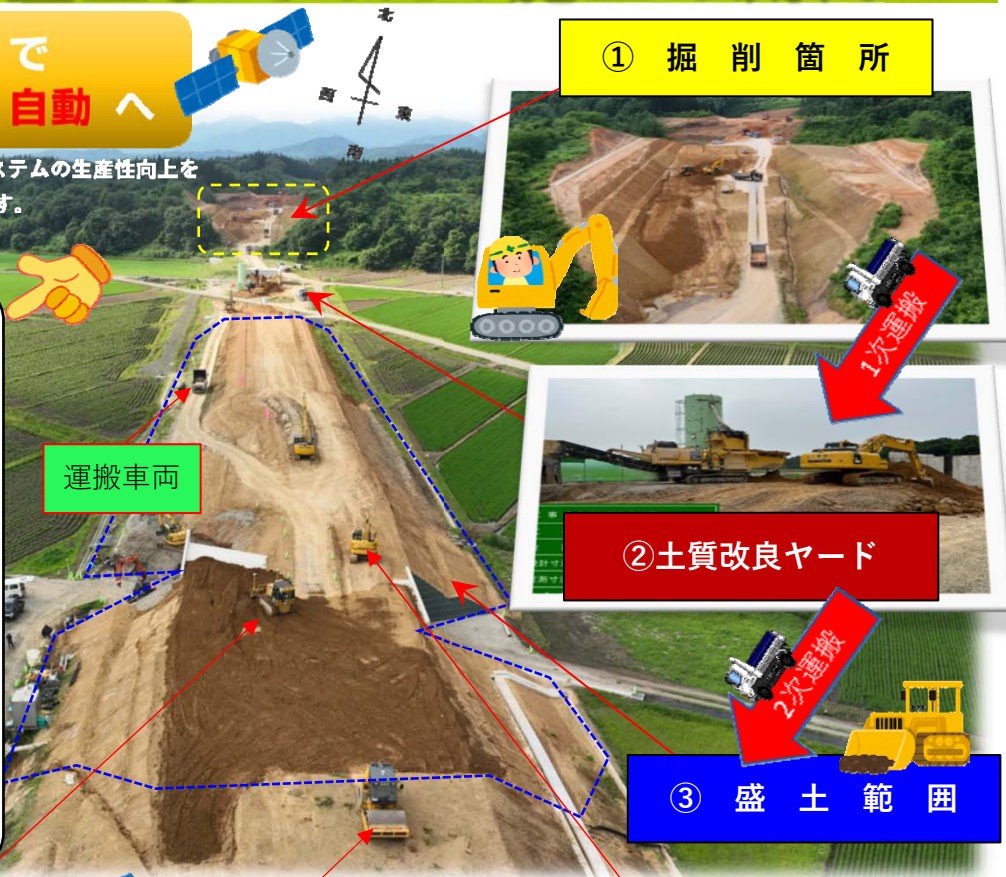 で
自動 へ
ステムの生産性向上を
す。
北
西
東
南
① 掘 削 箇 所
1次運搬
運搬車両
②土質改良ヤード
2次運搬
③ 盛 土 範 囲